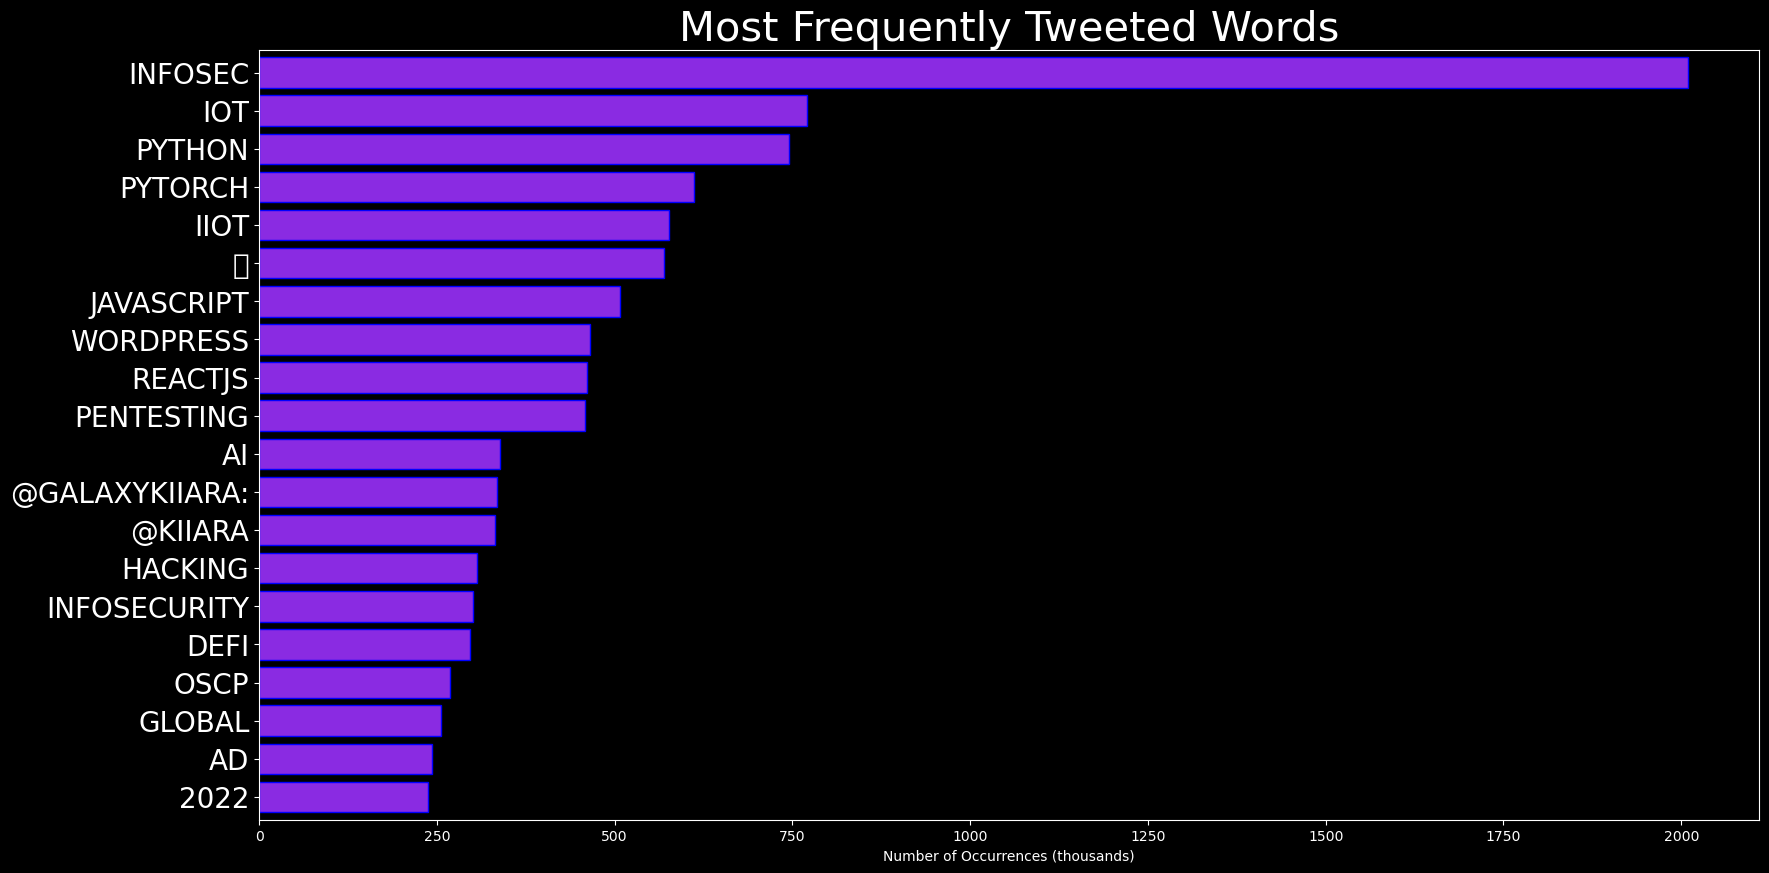 Most Frequently Tweeted Words
INFOSEC
IOT
PYTHON
PYTORCH
IIOT
JAVASCRIPT
WORDPRESS
REACTJS
PENTESTING
AI
@GALAXYKIIARA:
@KIIARA
HACKING
INFOSECURITY
DEFI
OSCP
GLOBAL
AD
2022
0 250 500 750 1000 1250 1500 1750 2000
Number of Occurrences (thousands)